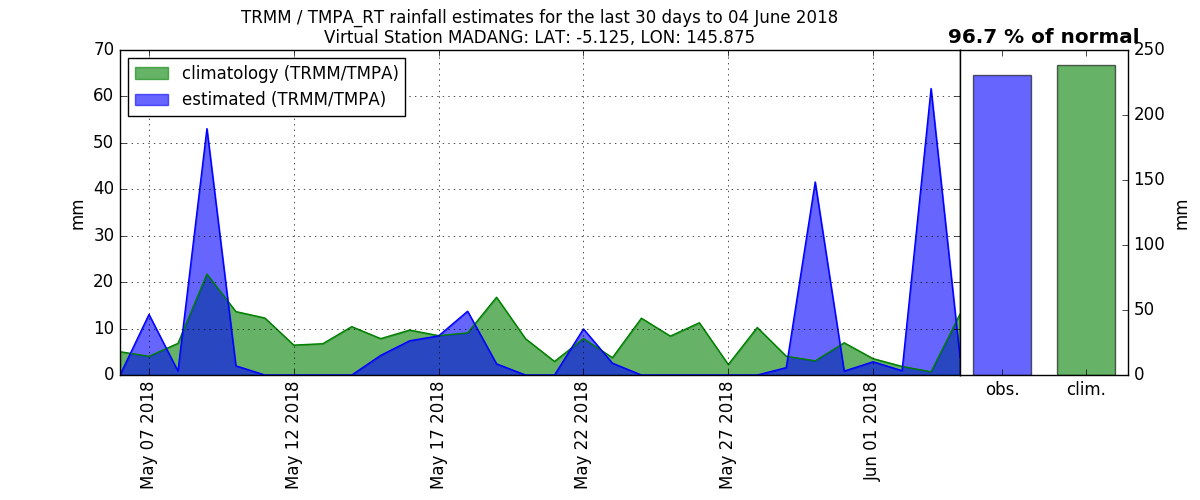 TRMM / TMPA_RT rainfall estimates for the last 30 days to 04 June 2018
Virtual Station MADANG: LAT: -5.125, LON: 145.875
96.7 % of normal
climatology (TRMM/TMPA)
estimated (TRMM/TMPA)
70
60
50
40
30
20
10
0
mm
May 07 2018
May 12 2018
May 17 2018
May 22 2018
May 27 2018
Jun 01 2018
obs.
clim.
250
200
150
100
50
0
mm